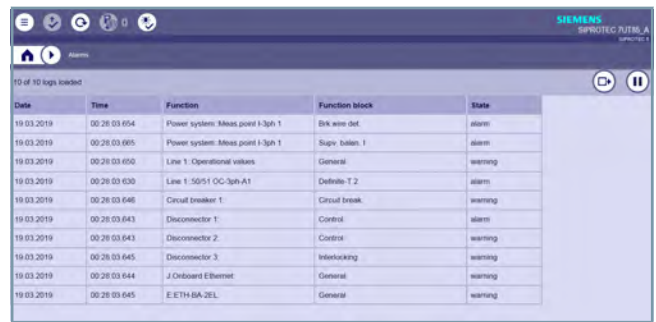 0
SIEMENS
SIPROTEC 7UT85_A
SIPROTEC 5
Alarms
10 of 10 logs loaded
Date Time Function Function block State
19.03.2019 00:28:03.654 Power system: Meas.point I-3ph 1 Brk.wire det. alarm
19.03.2019 00:28:03.665 Power system: Meas.point I-3ph 1 Supv. balan. I alarm
19.03.2019 00:28:03.650 Line 1: Operational values General warning
19.03.2019 00:28:03.630 Line 1: 50/51 OC-3ph-A1 Definite-T 2 alarm
19.03.2019 00:28:03.646 Circuit breaker 1: Circuit break. warning
19.03.2019 00:28:03.643 Disconnector 1: Control alarm
19.03.2019 00:28:03.643 Disconnector 2: Control warning
19.03.2019 00:28:03.645 Disconnector 3: Interlocking warning
19.03.2019 00:28:03.644 J:Onboard Ethernet: General warning
19.03.2019 00:28:03.645 E:ETH-BA-2EL: General warning